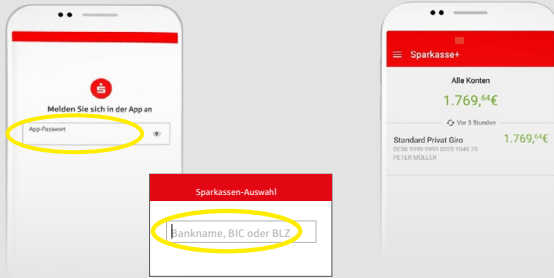 Melden Sie sich in der App an
App-Passwort
Sparkassen-Auswahl
Bankname, BIC oder BLZ
Sparkasse+
Alle Konten
1.769,64€
Vor 3 Stunden
Standard Privat Giro
1.769,64€
PETER MÜLLER